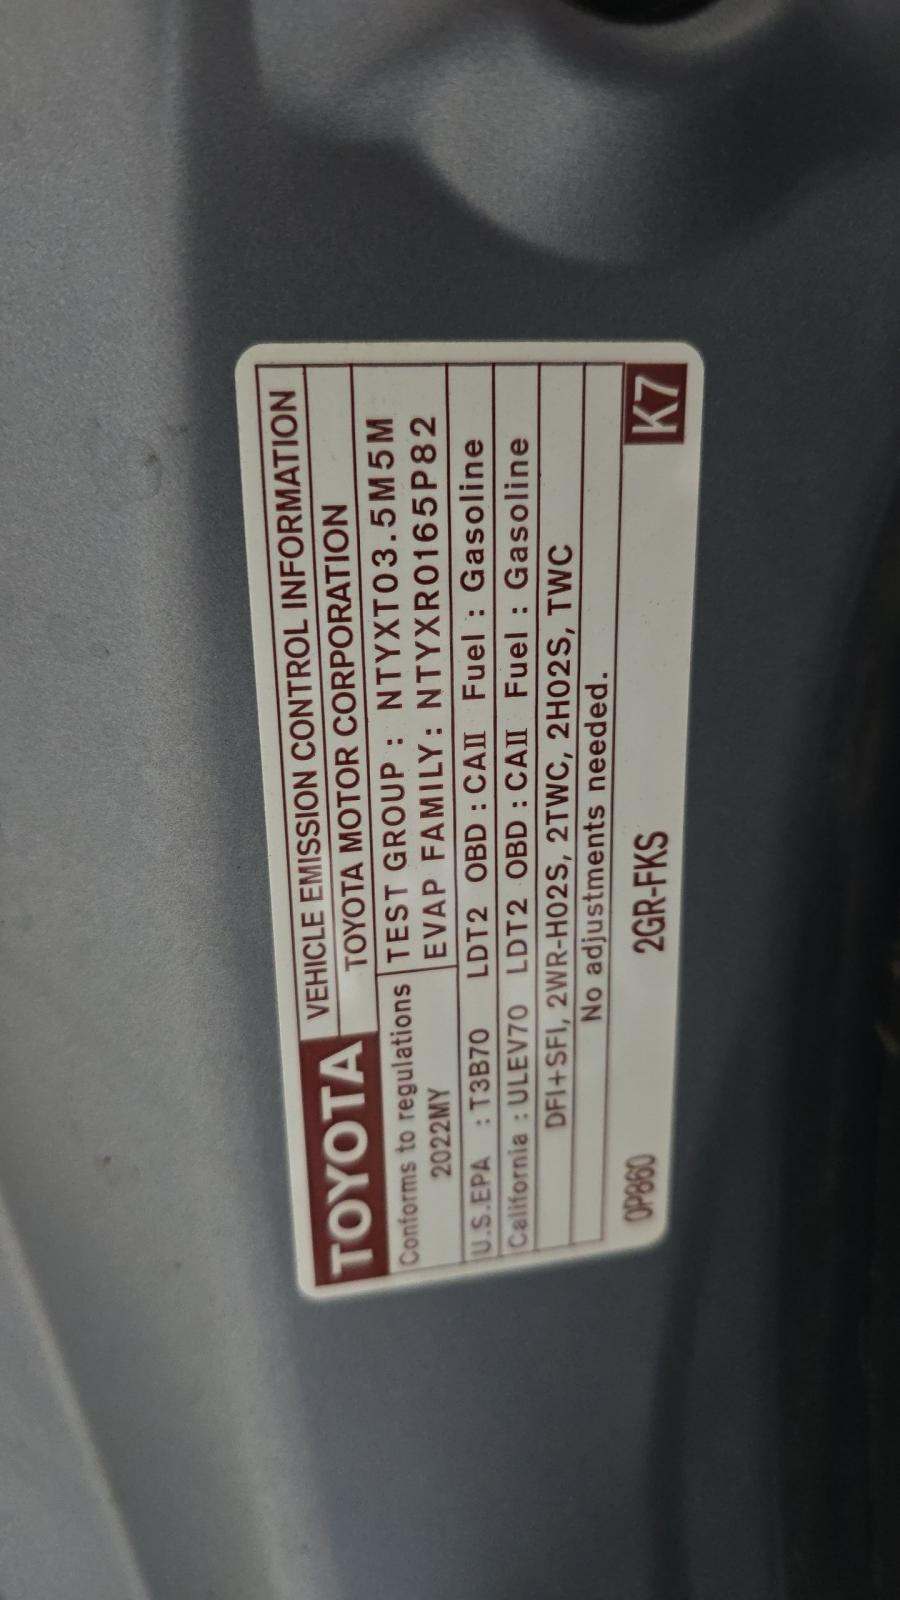 TOYOTA
VEHICLE EMISSION CONTROL INFORMATION
TOYOTA MOTOR CORPORATION
Conforms to regulations
2022MY
TEST GROUP : NTYXT03.5M5M
EVAP FAMILY: NTYXR0165P82
U.S.EPA : T3B70 LDT2 OBD : CAII Fuel : Gasoline
California : ULEV70 LDT2 OBD : CAII Fuel : Gasoline
DFI+SFI, 2WR-HO2S, 2TWC, 2HO2S, TWC
No adjustments needed.
0P860 2GR-FKS K7